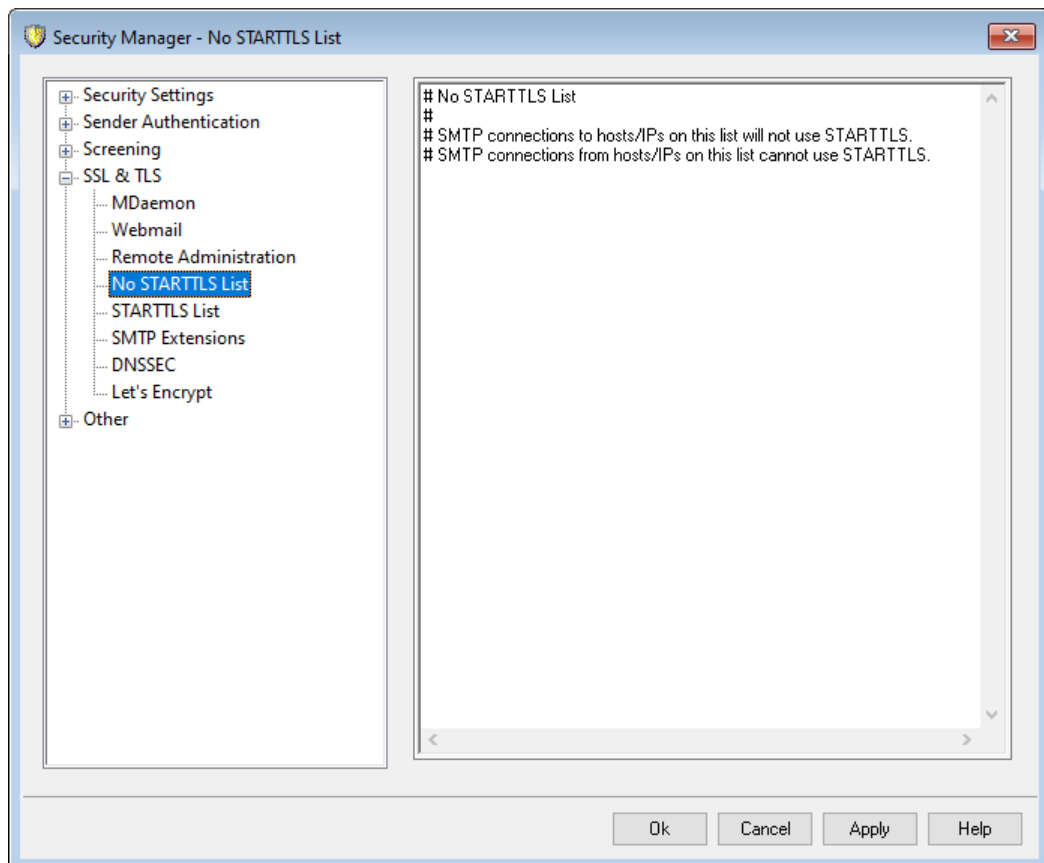 Security Manager - No STARTTLS List
Security Settings
Sender Authentication
Screening
SSL & TLS
MDaemon
Webmail
Remote Administration
No STARTTLS List
STARTTLS List
SMTP Extensions
DNSSEC
Let's Encrypt
Other
# No STARTTLS List
#
# SMTP connections to hosts/IPs on this list will not use STARTTLS.
# SMTP connections from hosts/IPs on this list cannot use STARTTLS.
Ok
Cancel
Apply
Help